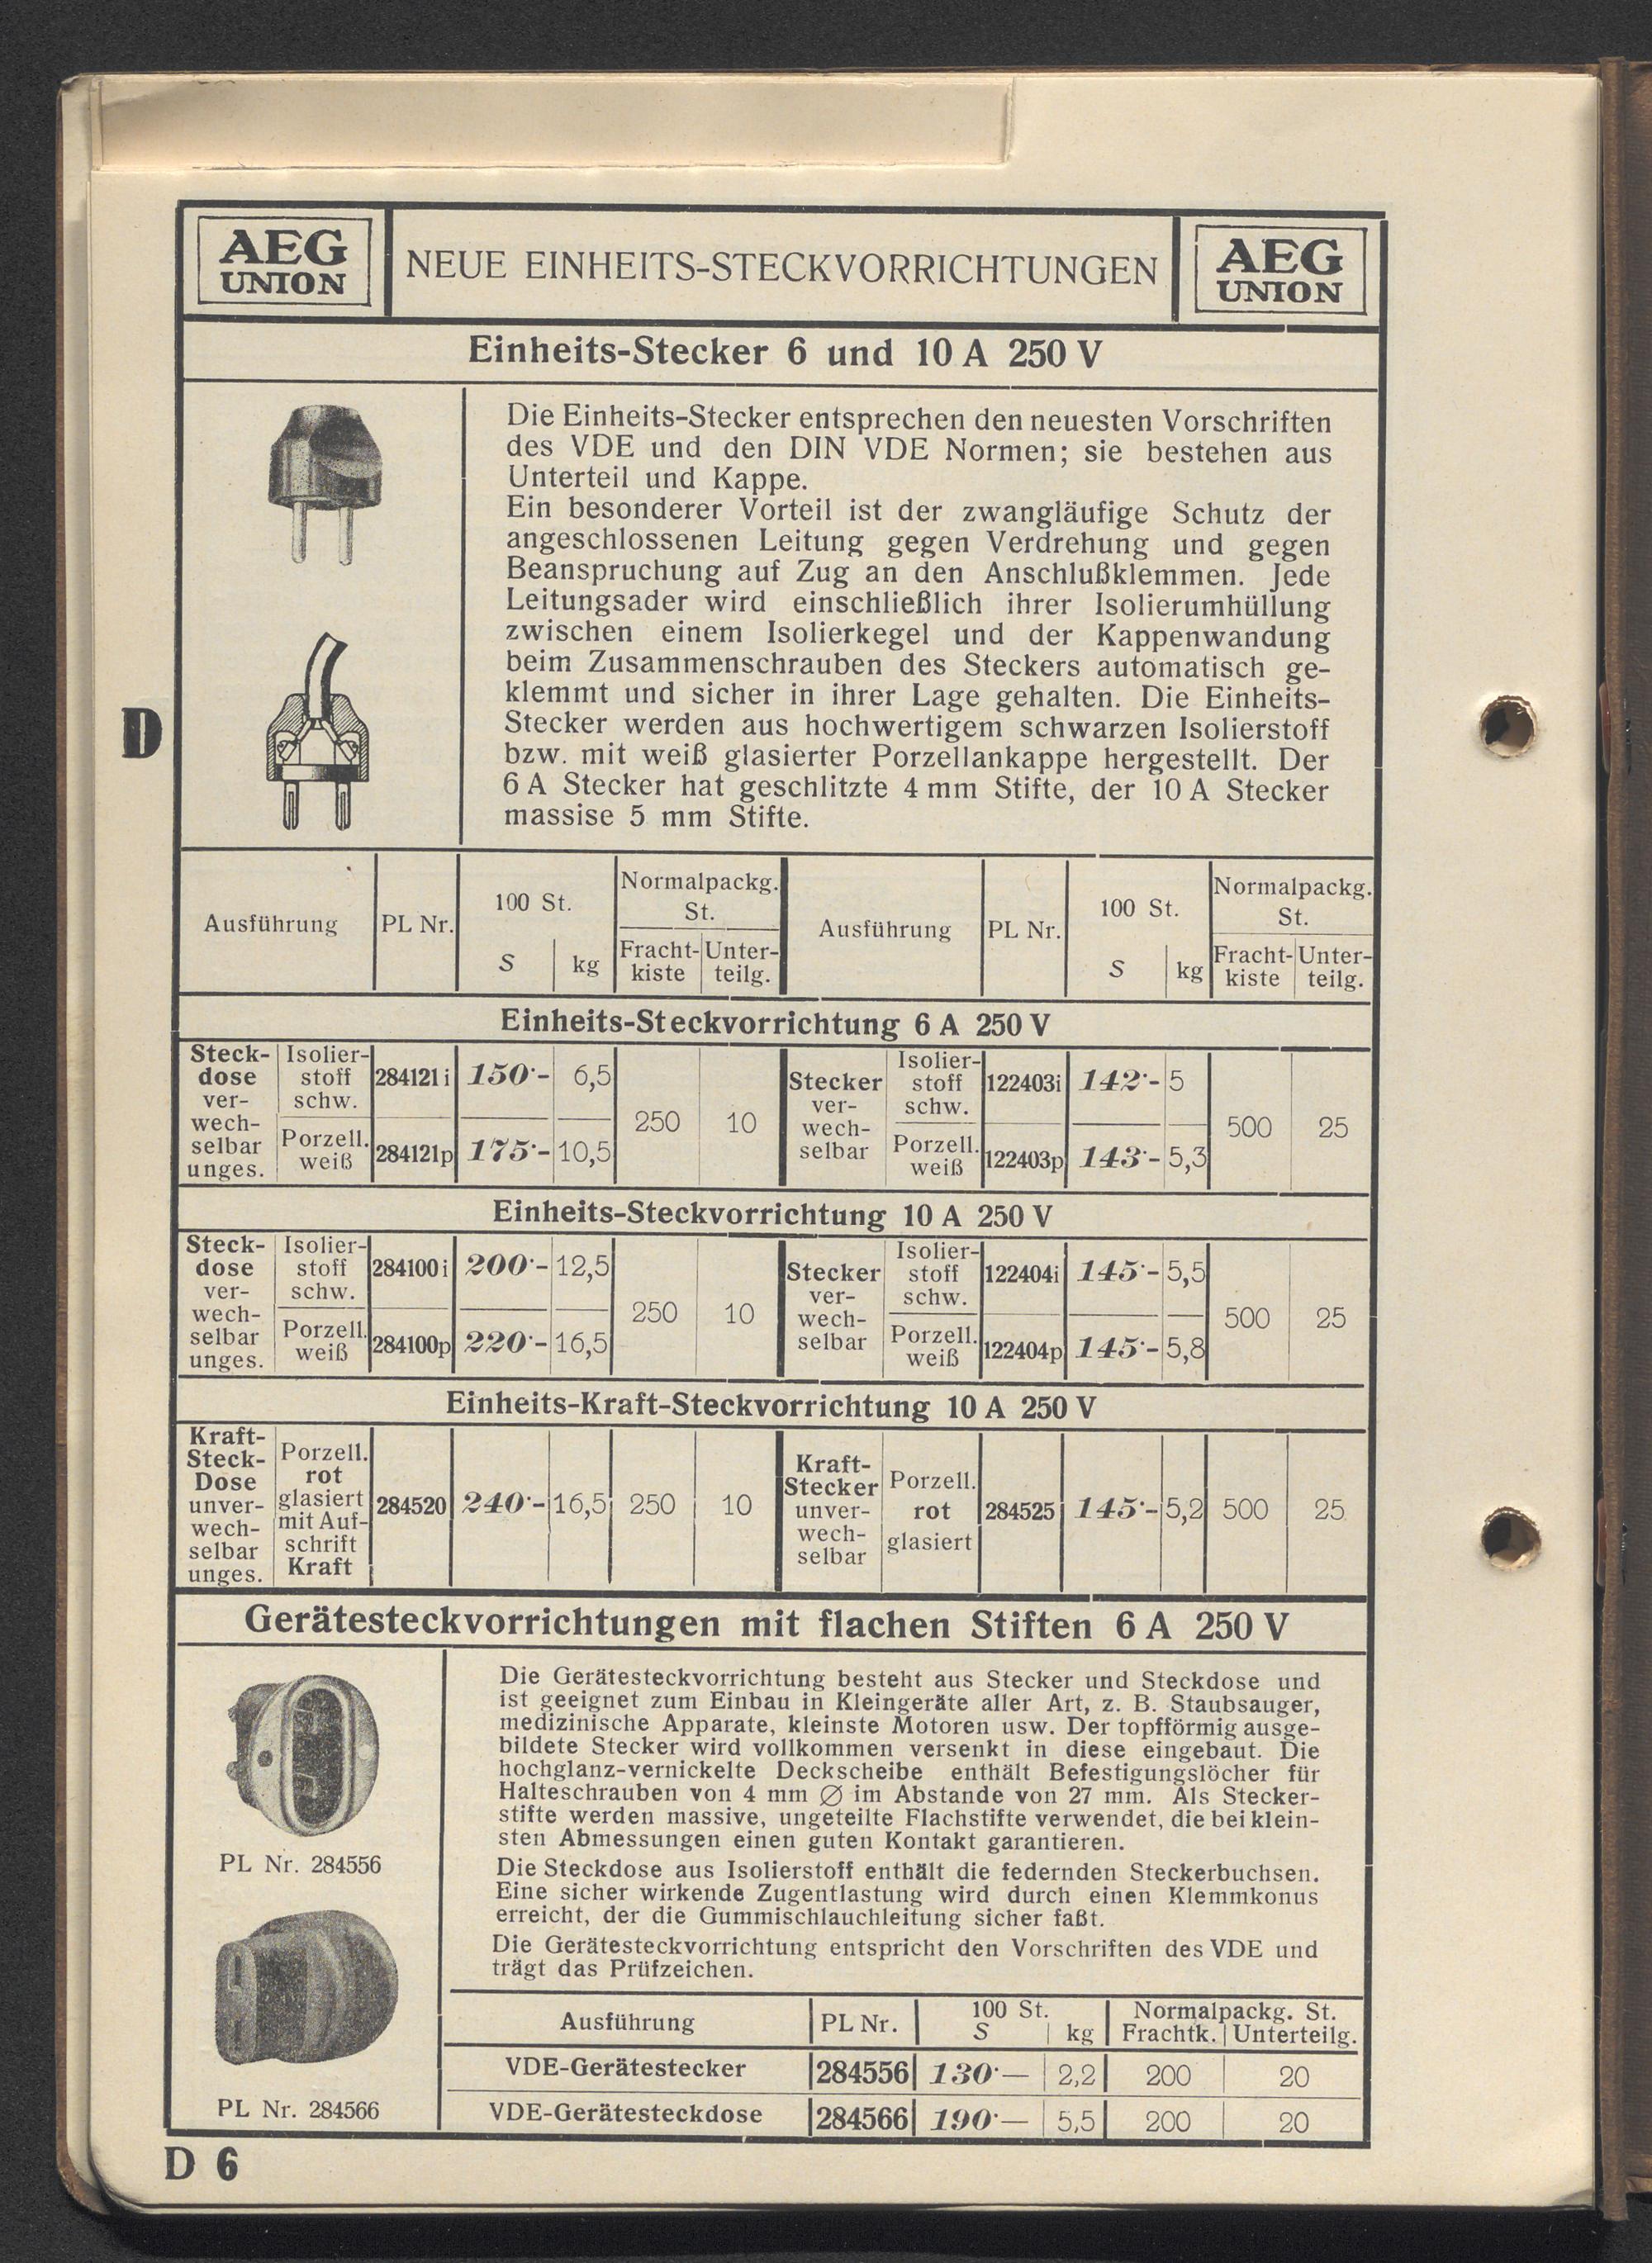 AEG
UNION
NEUE EINHEITS-STECKVORRICHTUNGEN
AEG
UNION
Einheits-Stecker 6 und 10 A 250 V
Die Einheits-Stecker entsprechen den neuesten Vorschriften
des VDE und den DIN VDE Normen; sie bestehen aus
Unterteil und Kappe.
Ein besonderer Vorteil ist der zwangläufige Schutz der
angeschlossenen Leitung gegen Verdrehung und gegen
Beanspruchung auf Zug an den Anschlußklemmen. Jede
Leitungsader wird einschließlich ihrer Isolierumhüllung
zwischen einem Isolierkegel und der Kappenwandung
beim Zusammenschrauben des Steckers automatisch ge-
klemmt und sicher in ihrer Lage gehalten. Die Einheits-
Stecker werden aus hochwertigem schwarzen Isolierstoff
bzw. mit weiß glasierter Porzellankappe hergestellt. Der
6 A Stecker hat geschlitzte 4 mm Stifte, der 10 A Stecker
massise 5 mm Stifte.
D
Ausführung PL Nr. 100 St. S kg Normalpackg. St. Fracht-kiste Unter-teilg. Ausführung PL Nr. 100 St. S kg Normalpackg. St. Fracht-kiste Unter-teilg.
Einheits-Steckvorrichtung 6 A 250 V
Steck-
dose
ver-
wech-
selbar
unges.
Isolier-
stoff
schw.
284121 i 150·- 6,5
Porzell.
weiß
284121p 175·- 10,5
250 10
Stecker
ver-
wech-
selbar
Isolier-
stoff
schw.
122403i 142·- 5
Porzell.
weiß
122403p 143·- 5,3
500 25
Einheits-Steckvorrichtung 10 A 250 V
Steck-
dose
ver-
wech-
selbar
unges.
Isolier-
stoff
schw.
284100 i 200·- 12,5
Porzell.
weiß
284100p 220·- 16,5
250 10
Stecker
ver-
wech-
selbar
Isolier-
stoff
schw.
122404i 145·- 5,5
Porzell.
weiß
122404p 145·- 5,8
500 25
Einheits-Kraft-Steckvorrichtung 10 A 250 V
Kraft-
Steck-
Dose
unver-
wech-
selbar
unges.
Porzell.
rot
glasiert
mit Auf-
schrift
Kraft
284520 240·- 16,5 250 10
Kraft-
Stecker
unver-
wech-
selbar
Porzell.
rot
glasiert
284525 145·- 5,2 500 25
Gerätesteckvorrichtungen mit flachen Stiften 6 A 250 V
Die Gerätesteckvorrichtung besteht aus Stecker und Steckdose und
ist geeignet zum Einbau in Kleingeräte aller Art, z. B. Staubsauger,
medizinische Apparate, kleinste Motoren usw. Der topfförmig ausge-
bildete Stecker wird vollkommen versenkt in diese eingebaut. Die
hochglanz-vernickelte Deckscheibe enthält Befestigungslöcher für
Halteschrauben von 4 mm ∅ im Abstande von 27 mm. Als Stecker-
stifte werden massive, ungeteilte Flachstifte verwendet, die bei klein-
sten Abmessungen einen guten Kontakt garantieren.
Die Steckdose aus Isolierstoff enthält die federnden Steckerbuchsen.
Eine sicher wirkende Zugentlastung wird durch einen Klemmkonus
erreicht, der die Gummischlauchleitung sicher faßt.
Die Gerätesteckvorrichtung entspricht den Vorschriften des VDE und
trägt das Prüfzeichen.
PL Nr. 284556
PL Nr. 284566
Ausführung PL Nr. 100 St. S kg Normalpackg. St. Frachtk. Unterteilg.
VDE-Gerätestecker 284556 130·— 2,2 200 20
VDE-Gerätesteckdose 284566 190·— 5,5 200 20
D 6